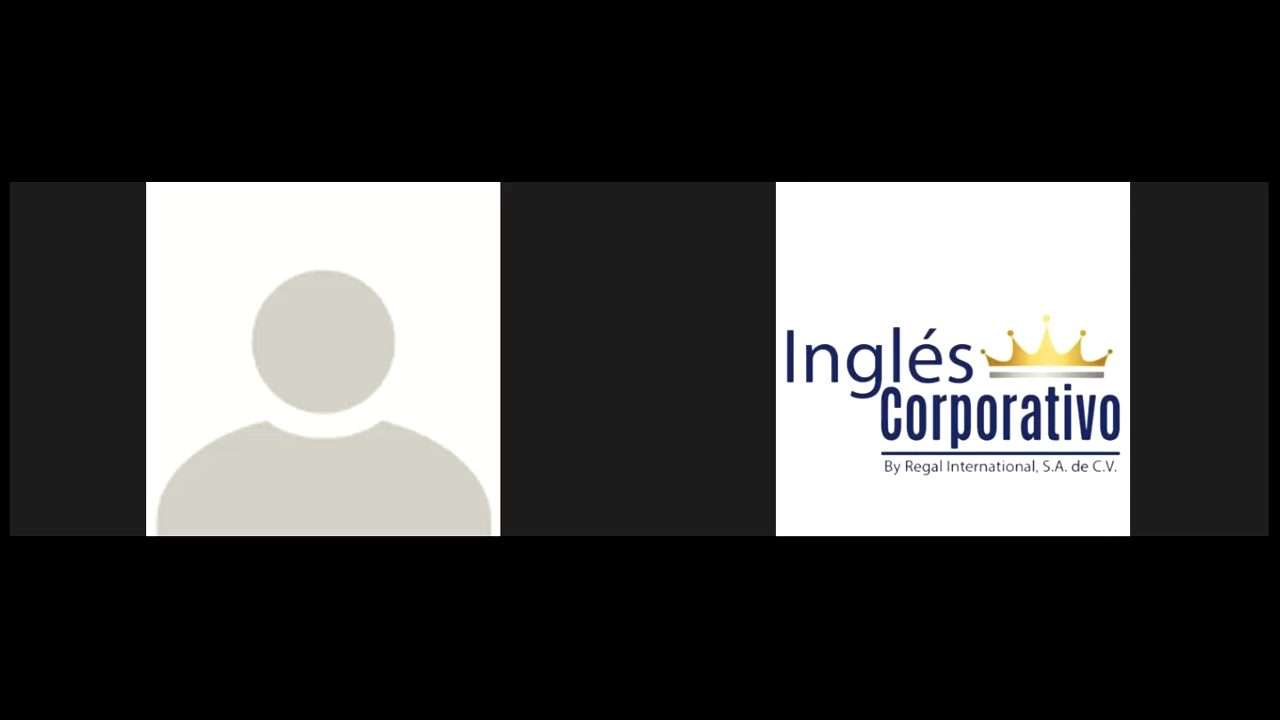 Inglés
Corporativo
By Regal International, S.A. de C.V.